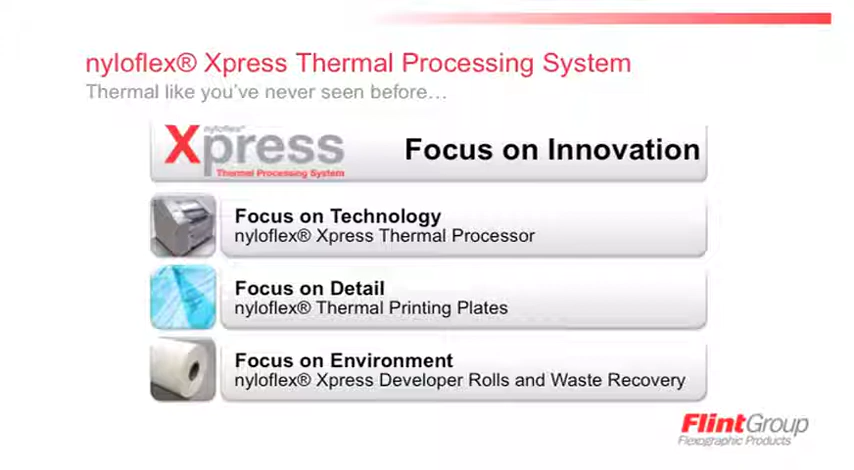 nyloflex® Xpress Thermal Processing System
Thermal like you've never seen before…
nyloflex®
Xpress
Thermal Processing System
Focus on Innovation
Focus on Technology
nyloflex® Xpress Thermal Processor
Focus on Detail
nyloflex® Thermal Printing Plates
Focus on Environment
nyloflex® Xpress Developer Rolls and Waste Recovery
FlintGroup
Flexographic Products